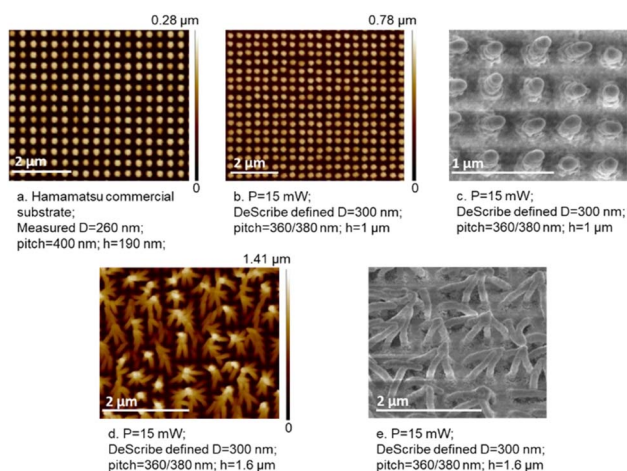 0.28 µm
0.78 µm
2 µm
0
2 µm
0
1 µm
a. Hamamatsu commercial
substrate;
Measured D=260 nm;
pitch=400 nm; h=190 nm;
b. P=15 mW;
DeScribe defined D=300 nm;
pitch=360/380 nm; h=1 µm
c. P=15 mW;
DeScribe defined D=300 nm;
pitch=360/380 nm; h=1 µm
1.41 µm
2 µm
0
2 µm
d. P=15 mW;
DeScribe defined D=300 nm;
pitch=360/380 nm; h=1.6 µm
e. P=15 mW;
DeScribe defined D=300 nm;
pitch=360/380 nm; h=1.6 µm